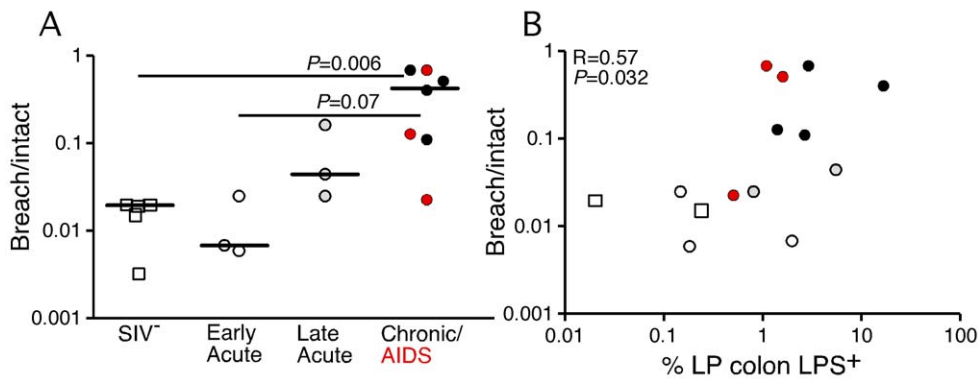 A
Breach/intact
1
0.1
0.01
0.001
P=0.006
P=0.07
SIV⁻
Early
Acute
Late
Acute
Chronic/
AIDS
B
Breach/intact
1
0.1
0.01
0.001
R=0.57
P=0.032
0.01
0.1
1
10
100
% LP colon LPS⁺